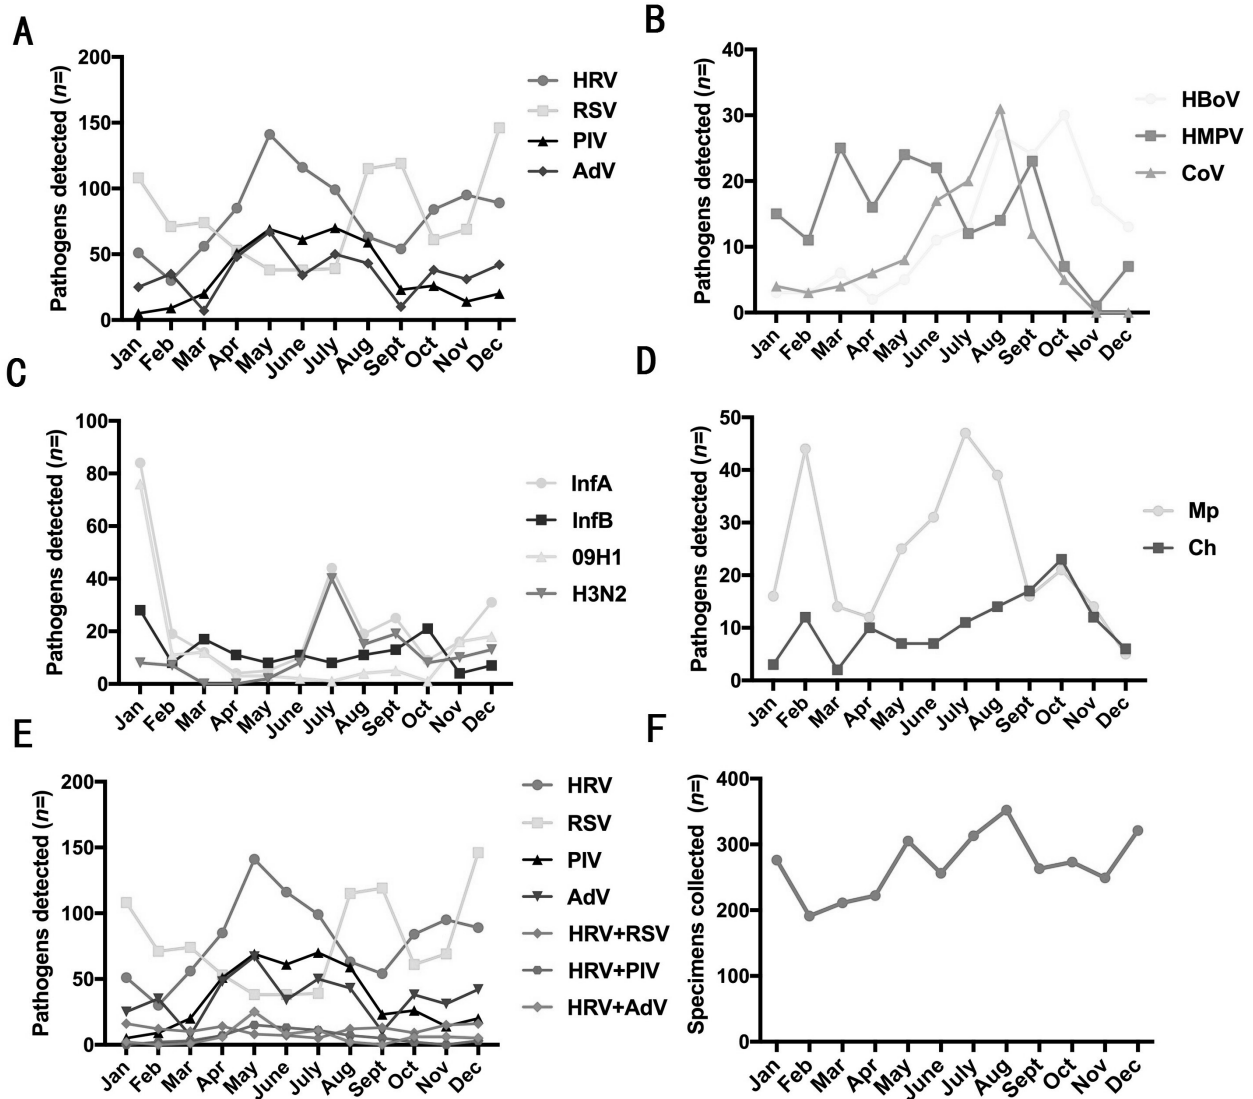 A
Pathogens detected (n=)
200
150
100
50
0
Jan Feb Mar Apr May June July Aug Sept Oct Nov Dec
HRV
RSV
PIV
AdV
B
Pathogens detected (n=)
40
30
20
10
0
Jan Feb Mar Apr May June July Aug Sept Oct Nov Dec
HBoV
HMPV
CoV
C
Pathogens detected (n=)
100
80
60
40
20
0
Jan Feb Mar Apr May June July Aug Sept Oct Nov Dec
InfA
InfB
09H1
H3N2
D
Pathogens detected (n=)
50
40
30
20
10
0
Jan Feb Mar Apr May June July Aug Sept Oct Nov Dec
Mp
Ch
E
Pathogens detected (n=)
200
150
100
50
0
Jan Feb Mar Apr May June July Aug Sept Oct Nov Dec
HRV
RSV
PIV
AdV
HRV+RSV
HRV+PIV
HRV+AdV
F
Specimens collected (n=)
400
300
200
100
0
Jan Feb Mar Apr May June July Aug Sept Oct Nov Dec